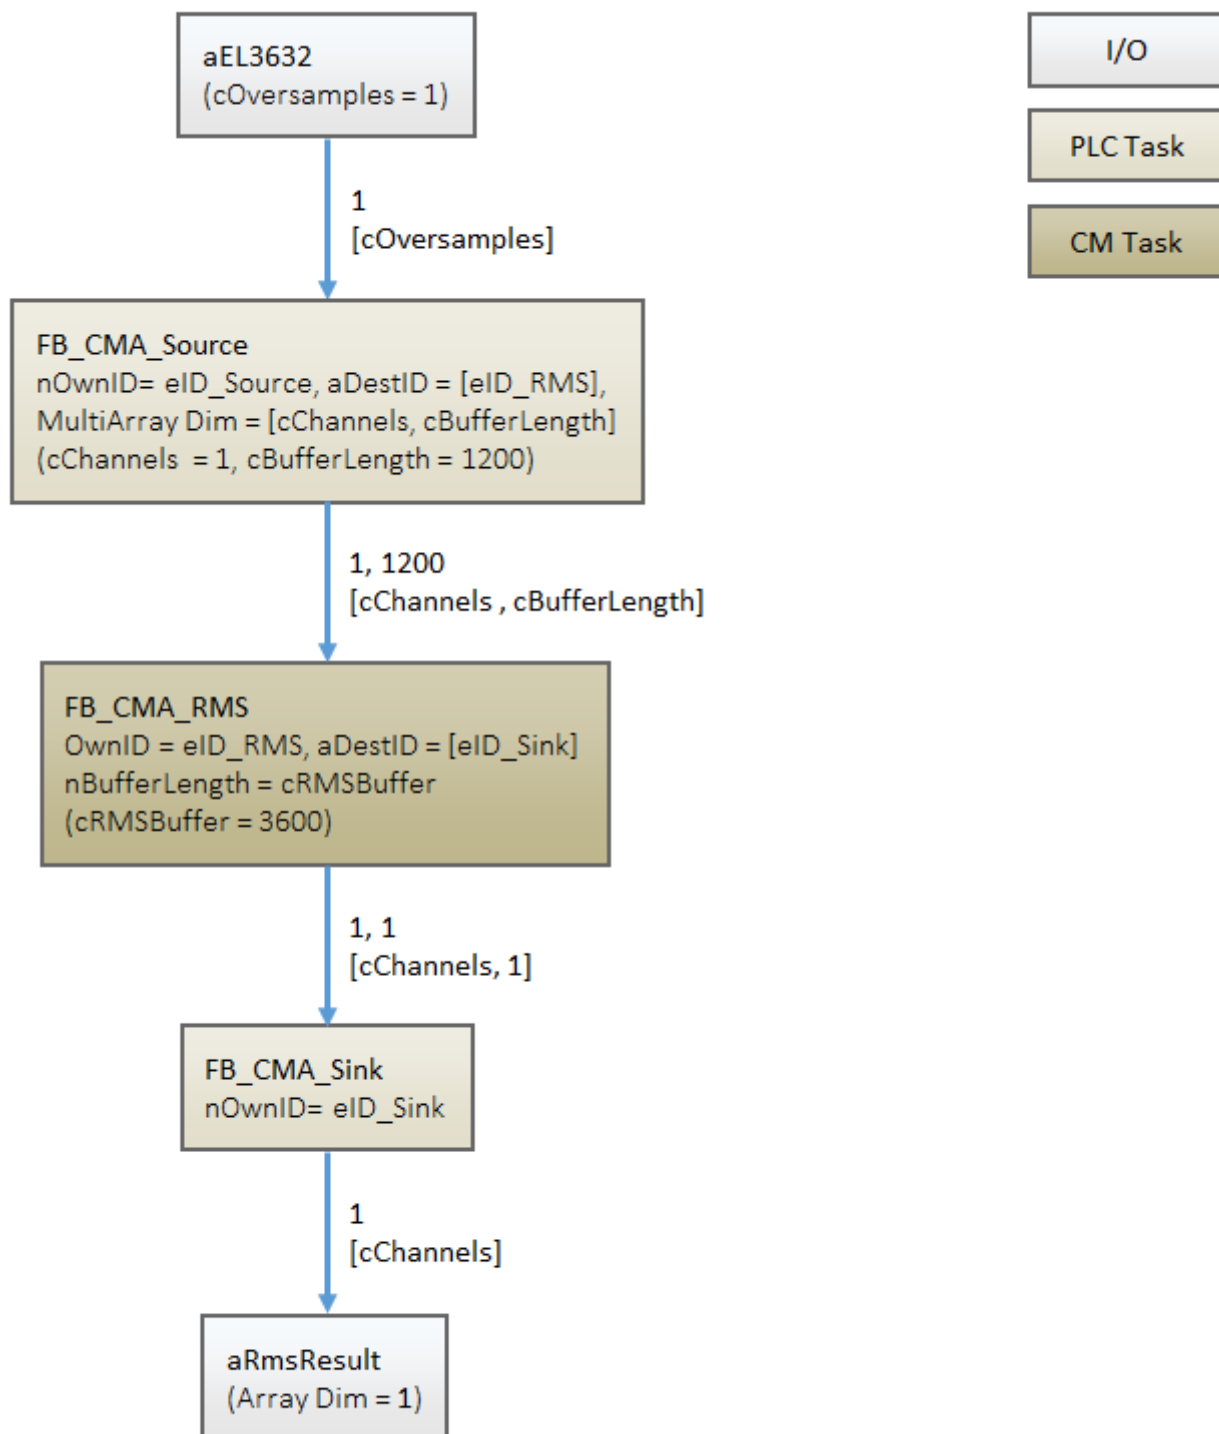 aEL3632
(cOversamples = 1)
I/O
PLC Task
CM Task
1
[cOversamples]
FB_CMA_Source
nOwnID= eID_Source, aDestID = [eID_RMS],
MultiArray Dim = [cChannels, cBufferLength]
(cChannels  = 1, cBufferLength = 1200)
1, 1200
[cChannels , cBufferLength]
FB_CMA_RMS
OwnID = eID_RMS, aDestID = [eID_Sink]
nBufferLength = cRMSBuffer
(cRMSBuffer = 3600)
1, 1
[cChannels, 1]
FB_CMA_Sink
nOwnID= eID_Sink
1
[cChannels]
aRmsResult
(Array Dim = 1)